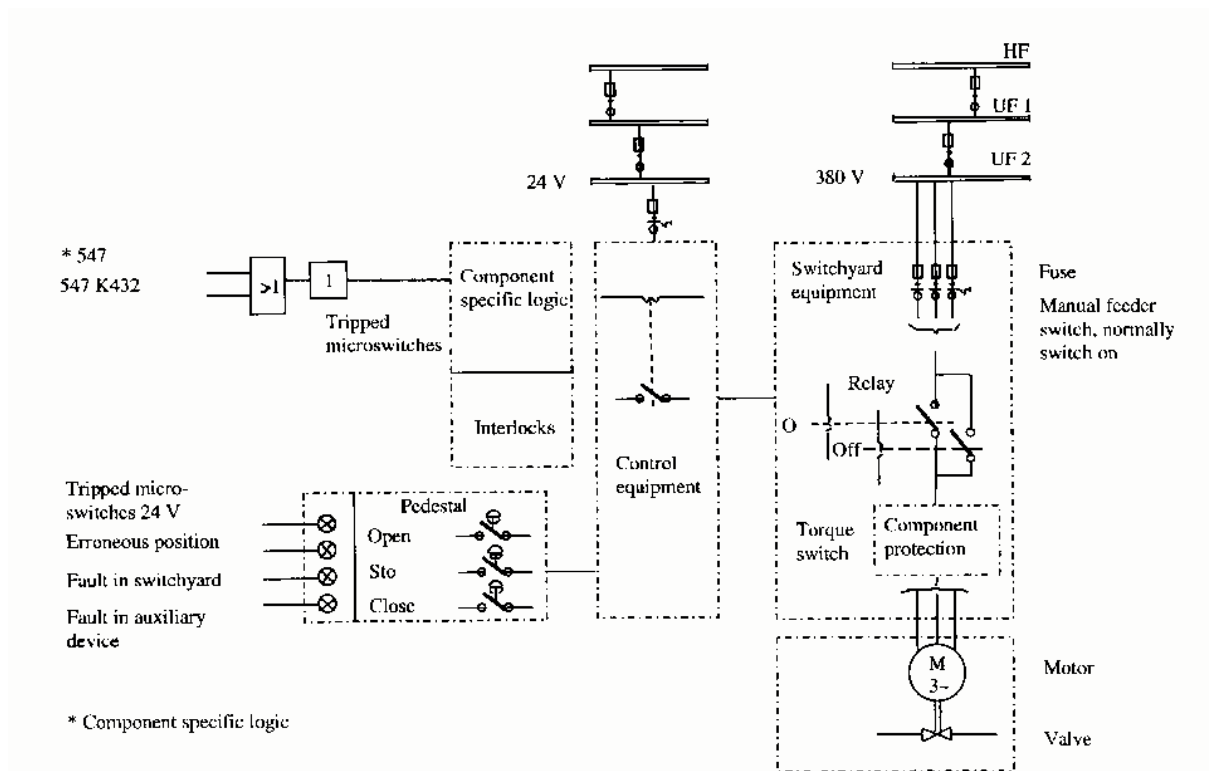 HF
UF 1
UF 2
24 V
380 V
* 547
547 K432
>1
1
Tripped
microswitches
Component
specific logic
Interlocks
Control
equipment
Switchyard
equipment
Fuse
Manual feeder
switch, normally
switch on
Relay
O
Off
Torque
switch
Component
protection
Tripped micro-
switches 24 V
Erroneous position
Fault in switchyard
Fault in auxiliary
device
Pedestal
Open
Sto
Close
M
3~
Motor
Valve
* Component specific logic